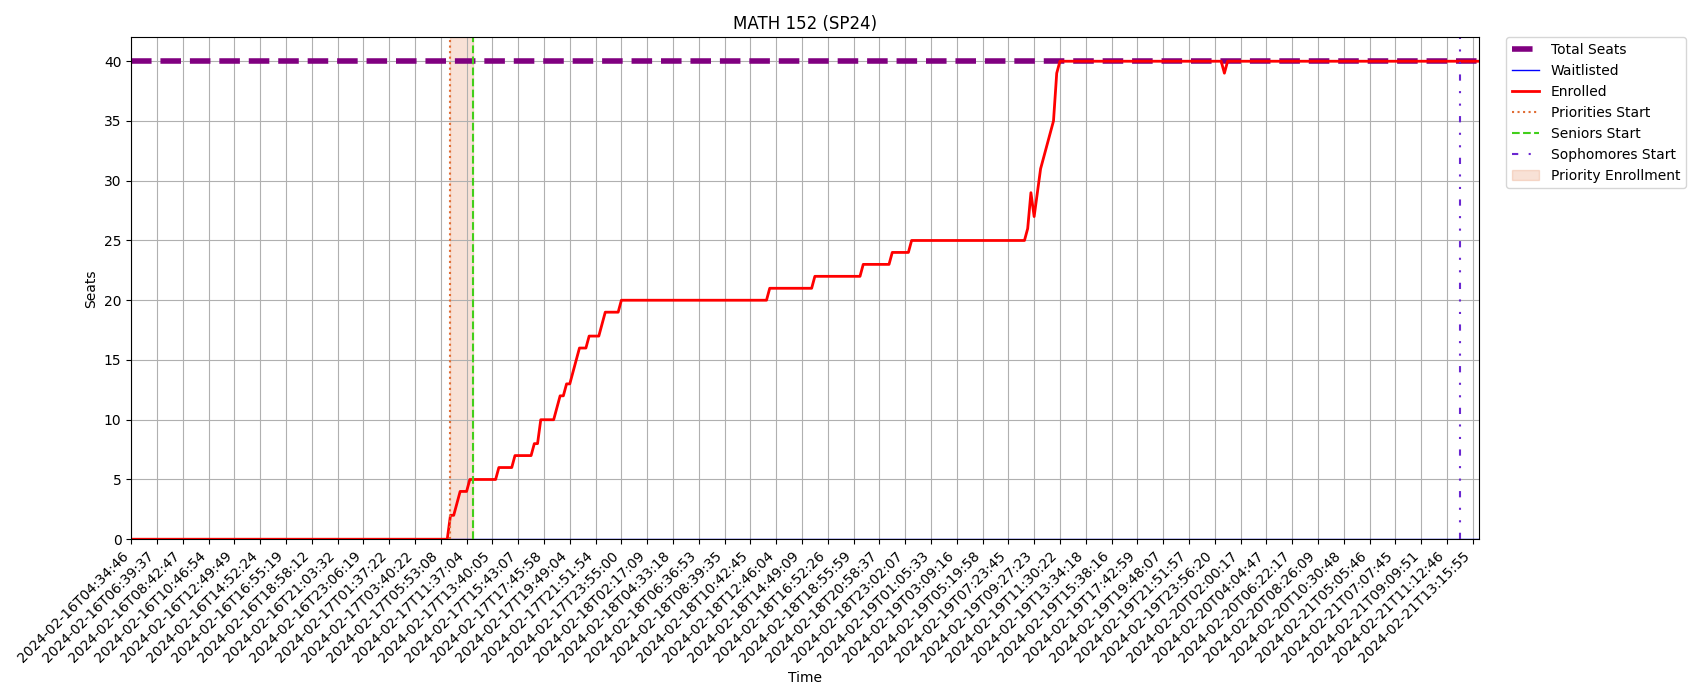 MATH 152 (SP24)
Total Seats
Waitlisted
Enrolled
Priorities Start
Seniors Start
Sophomores Start
Priority Enrollment
Seats
40
35
30
25
20
15
10
5
0
2024-02-16T04:34:46
2024-02-16T06:39:37
2024-02-16T08:42:47
2024-02-16T10:46:54
2024-02-16T12:49:49
2024-02-16T14:52:24
2024-02-16T16:55:19
2024-02-16T18:58:12
2024-02-16T21:03:32
2024-02-16T23:06:19
2024-02-17T01:37:22
2024-02-17T03:40:22
2024-02-17T05:53:08
2024-02-17T11:37:04
2024-02-17T13:40:05
2024-02-17T15:43:07
2024-02-17T17:45:58
2024-02-17T19:49:04
2024-02-17T21:51:54
2024-02-17T23:55:00
2024-02-18T02:17:09
2024-02-18T04:33:18
2024-02-18T06:36:53
2024-02-18T08:39:35
2024-02-18T10:42:45
2024-02-18T12:46:04
2024-02-18T14:49:09
2024-02-18T16:52:26
2024-02-18T18:55:59
2024-02-18T20:58:37
2024-02-18T23:02:07
2024-02-19T01:05:33
2024-02-19T03:09:16
2024-02-19T05:19:58
2024-02-19T07:23:45
2024-02-19T09:27:23
2024-02-19T11:30:22
2024-02-19T13:34:18
2024-02-19T15:38:16
2024-02-19T17:42:59
2024-02-19T19:48:07
2024-02-19T21:51:57
2024-02-19T23:56:20
2024-02-20T02:00:17
2024-02-20T04:04:47
2024-02-20T06:22:17
2024-02-20T08:26:09
2024-02-20T10:30:48
2024-02-21T05:05:46
2024-02-21T07:07:45
2024-02-21T09:09:51
2024-02-21T11:12:46
2024-02-21T13:15:55
Time